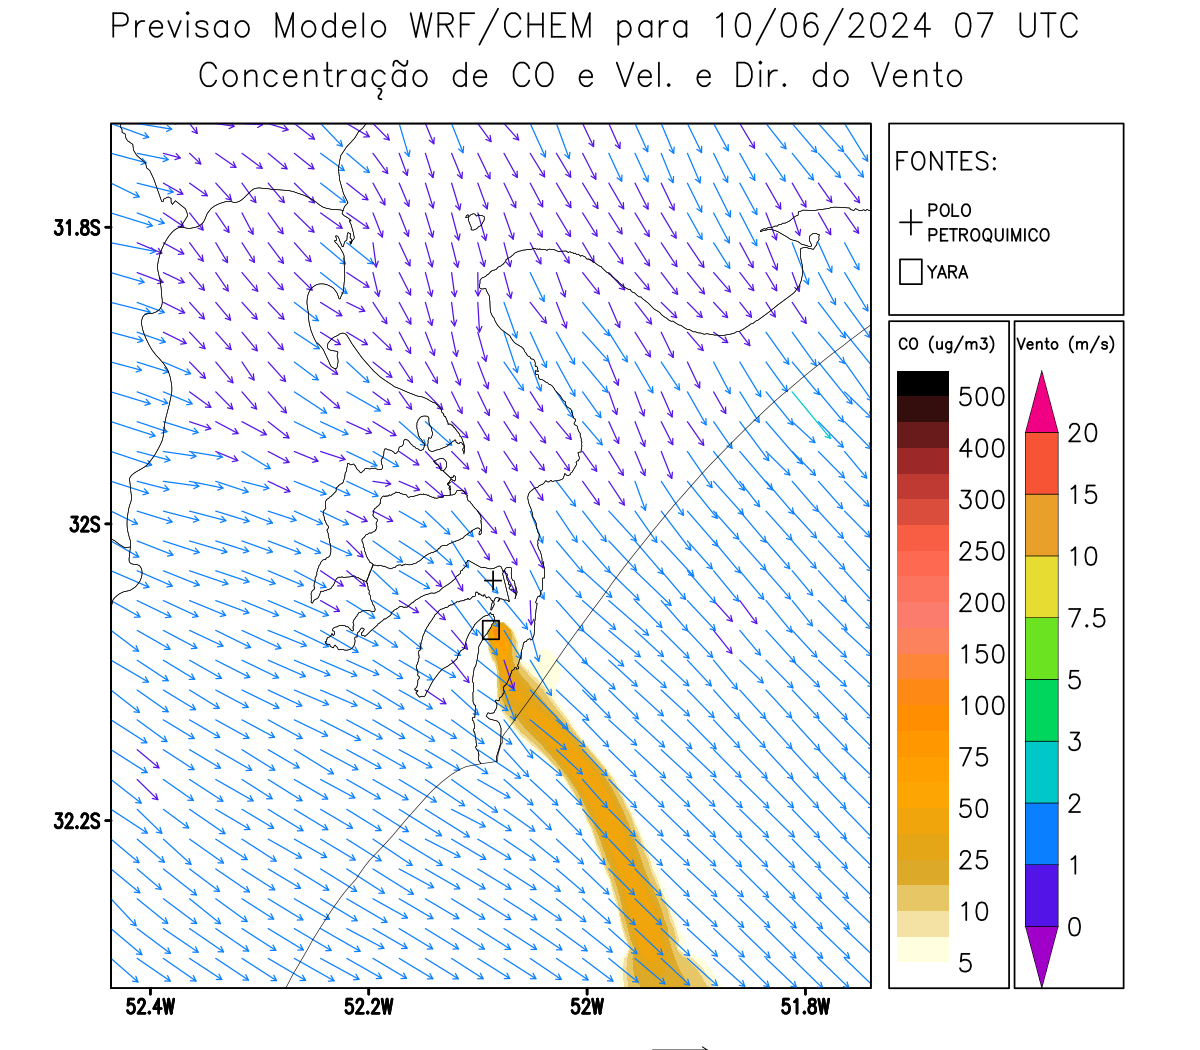 Previsao Modelo WRF/CHEM para 10/06/2024 07 UTC
Concentração de CO e Vel. e Dir. do Vento
FONTES:
POLO
PETROQUIMICO
YARA
CO (ug/m3)
500
400
300
250
200
150
100
75
50
25
10
5
Vento (m/s)
20
15
10
7.5
5
3
2
1
0
31.8S
32S
32.2S
52.4W
52.2W
52W
51.8W